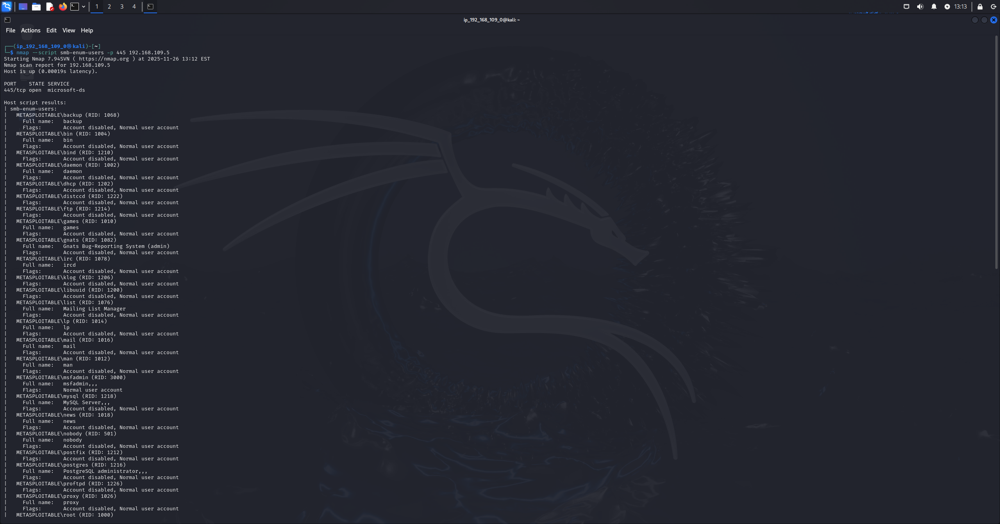 1 2 3 4 13:13
ip_192_168_109_0@kali: ~
File Actions Edit View Help
┌──(ip_192_168_109_0㉿kali)-[~]
└─$ nmap --script smb-enum-users -p 445 192.168.109.5
Starting Nmap 7.94SVN ( https://nmap.org ) at 2025-11-26 13:12 EST
Nmap scan report for 192.168.109.5
Host is up (0.00019s latency).
PORT    STATE SERVICE
445/tcp open  microsoft-ds
Host script results:
| smb-enum-users:
|   METASPLOITABLE\backup (RID: 1068)
|     Full name:   backup
|     Flags:       Account disabled, Normal user account
|   METASPLOITABLE\bin (RID: 1004)
|     Full name:   bin
|     Flags:       Account disabled, Normal user account
|   METASPLOITABLE\bind (RID: 1210)
|     Flags:       Account disabled, Normal user account
|   METASPLOITABLE\daemon (RID: 1002)
|     Full name:   daemon
|     Flags:       Account disabled, Normal user account
|   METASPLOITABLE\dhcp (RID: 1202)
|     Flags:       Account disabled, Normal user account
|   METASPLOITABLE\distccd (RID: 1222)
|     Flags:       Account disabled, Normal user account
|   METASPLOITABLE\ftp (RID: 1214)
|     Flags:       Account disabled, Normal user account
|   METASPLOITABLE\games (RID: 1010)
|     Full name:   games
|     Flags:       Account disabled, Normal user account
|   METASPLOITABLE\gnats (RID: 1082)
|     Full name:   Gnats Bug-Reporting System (admin)
|     Flags:       Account disabled, Normal user account
|   METASPLOITABLE\irc (RID: 1078)
|     Full name:   ircd
|     Flags:       Account disabled, Normal user account
|   METASPLOITABLE\klog (RID: 1206)
|     Flags:       Account disabled, Normal user account
|   METASPLOITABLE\libuuid (RID: 1200)
|     Flags:       Account disabled, Normal user account
|   METASPLOITABLE\list (RID: 1076)
|     Full name:   Mailing List Manager
|     Flags:       Account disabled, Normal user account
|   METASPLOITABLE\lp (RID: 1014)
|     Full name:   lp
|     Flags:       Account disabled, Normal user account
|   METASPLOITABLE\mail (RID: 1016)
|     Full name:   mail
|     Flags:       Account disabled, Normal user account
|   METASPLOITABLE\man (RID: 1012)
|     Full name:   man
|     Flags:       Account disabled, Normal user account
|   METASPLOITABLE\msfadmin (RID: 3000)
|     Full name:   msfadmin,,,
|     Flags:       Normal user account
|   METASPLOITABLE\mysql (RID: 1218)
|     Full name:   MySQL Server,,,
|     Flags:       Account disabled, Normal user account
|   METASPLOITABLE\news (RID: 1018)
|     Full name:   news
|     Flags:       Account disabled, Normal user account
|   METASPLOITABLE\nobody (RID: 501)
|     Full name:   nobody
|     Flags:       Account disabled, Normal user account
|   METASPLOITABLE\postfix (RID: 1212)
|     Flags:       Account disabled, Normal user account
|   METASPLOITABLE\postgres (RID: 1216)
|     Full name:   PostgreSQL administrator,,,
|     Flags:       Account disabled, Normal user account
|   METASPLOITABLE\proftpd (RID: 1226)
|     Flags:       Account disabled, Normal user account
|   METASPLOITABLE\proxy (RID: 1026)
|     Full name:   proxy
|     Flags:       Account disabled, Normal user account
|   METASPLOITABLE\root (RID: 1000)